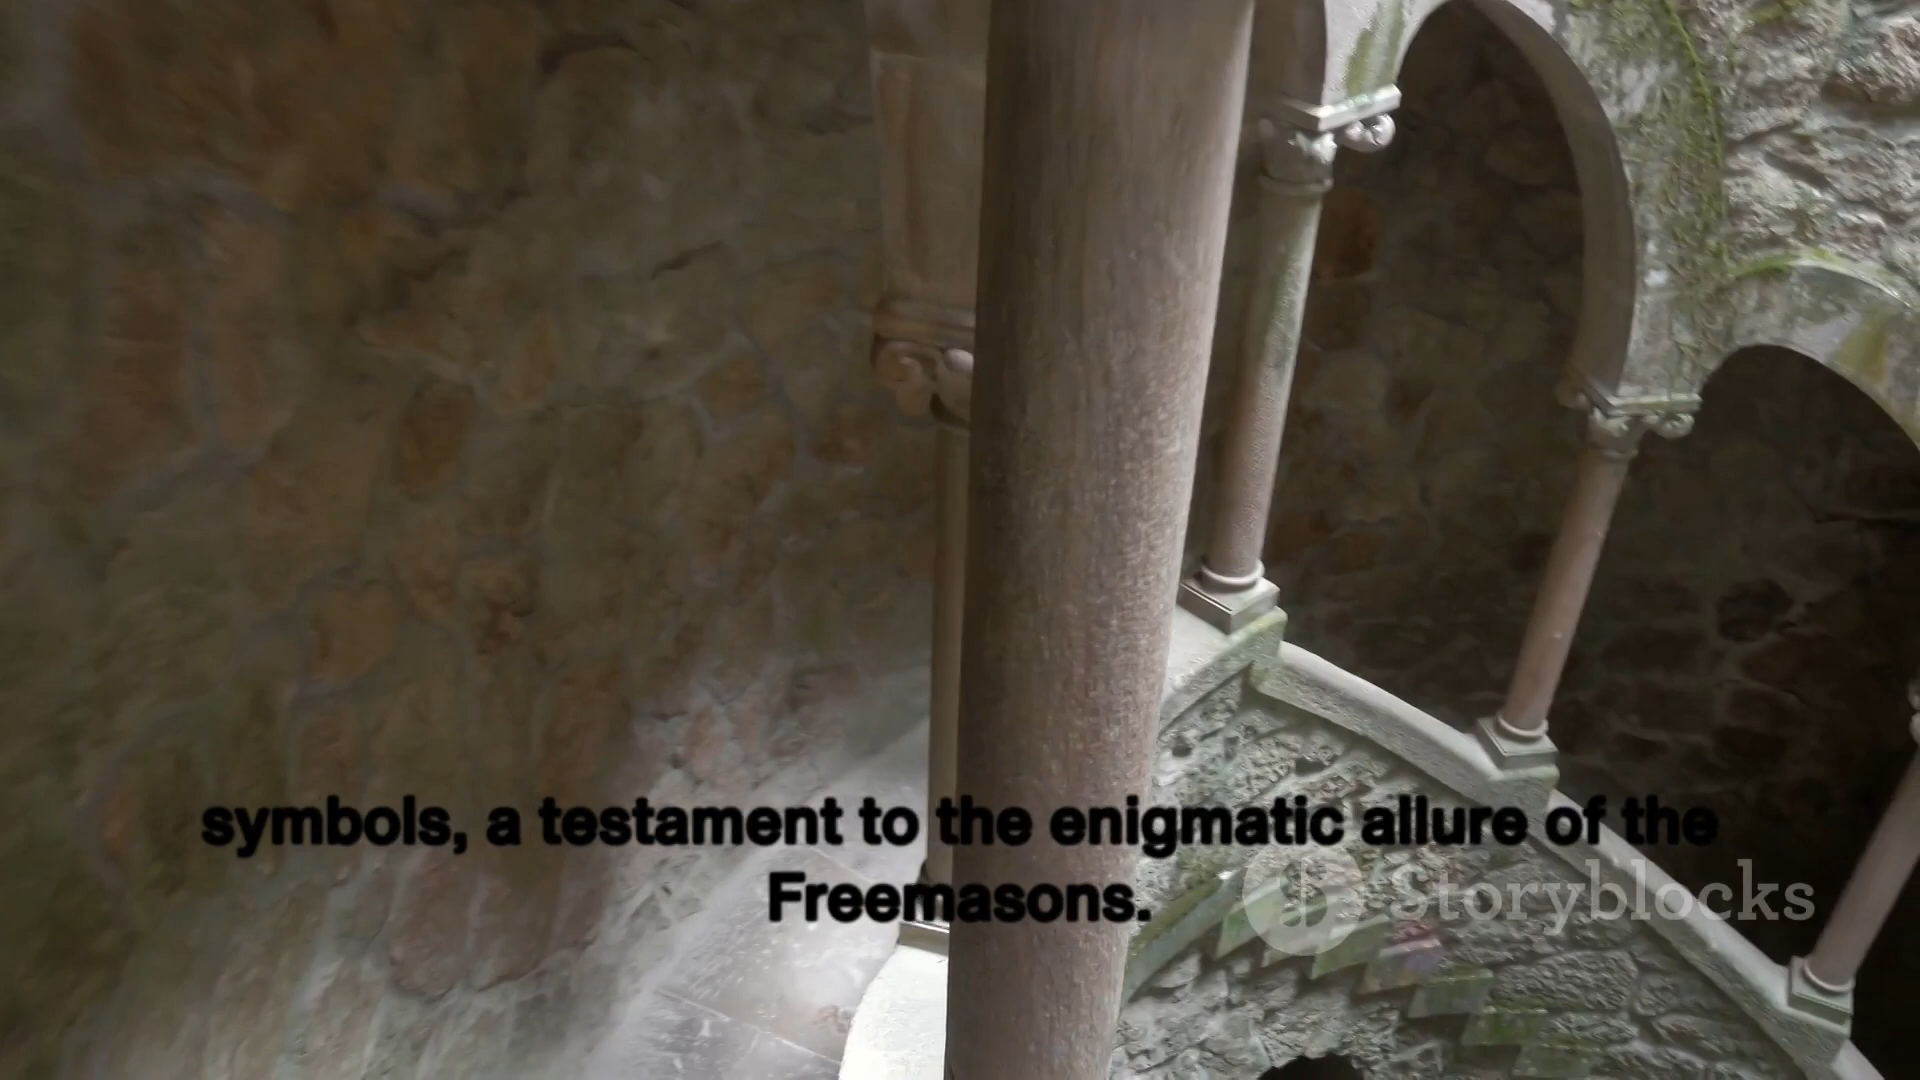 symbols, a testament to the enigmatic allure of the
Freemasons.
Storyblocks